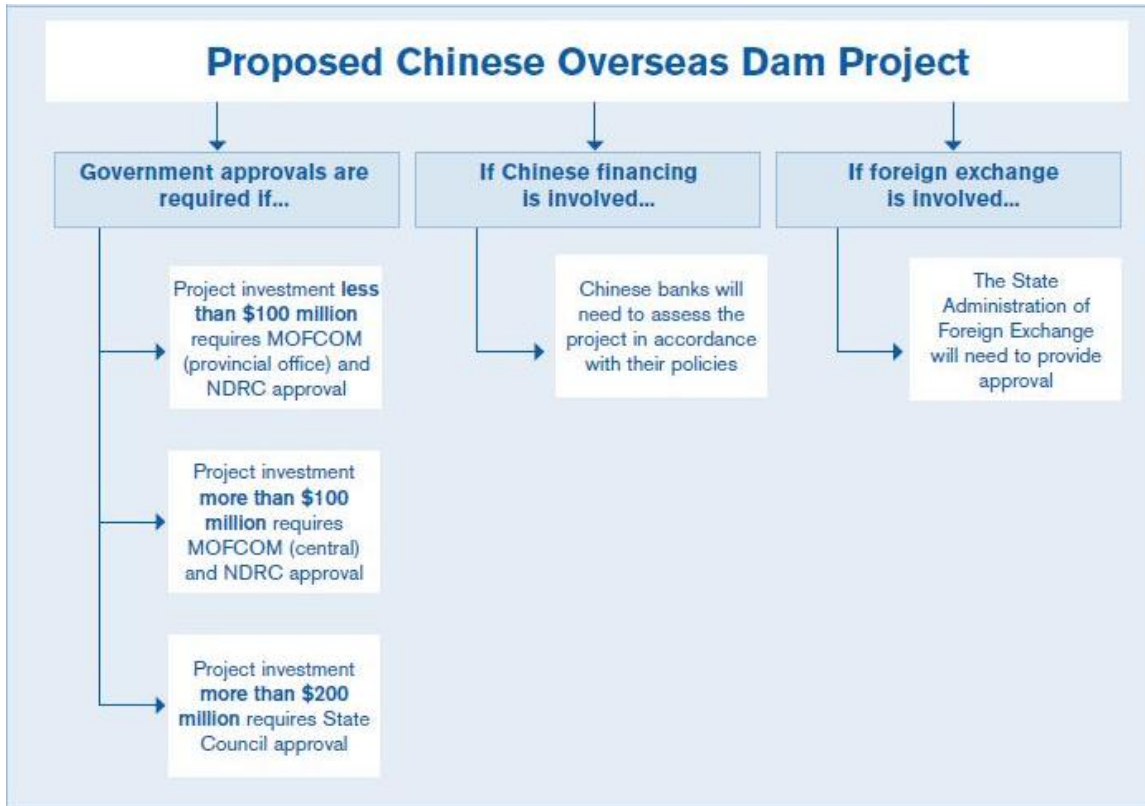 Proposed Chinese Overseas Dam Project
Government approvals are
required if...
Project investment less
than $100 million
requires MOFCOM
(provincial office) and
NDRC approval
Project investment
more than $100
million requires
MOFCOM (central)
and NDRC approval
Project investment
more than $200
million requires State
Council approval
If Chinese financing
is involved...
Chinese banks will
need to assess the
project in accordance
with their policies
If foreign exchange
is involved...
The State
Administration of
Foreign Exchange
will need to provide
approval